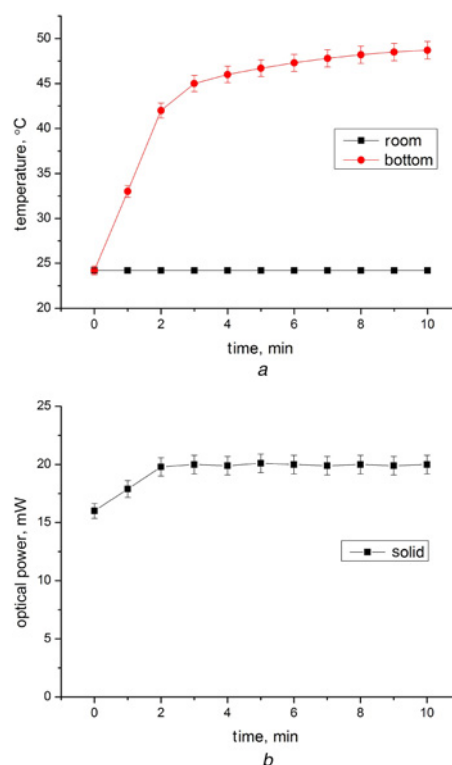 50
45
40
35
30
25
20
temperature, °C
room
bottom
0 2 4 6 8 10
time, min
a
25
20
15
10
5
0
optical power, mW
solid
0 2 4 6 8 10
time, min
b